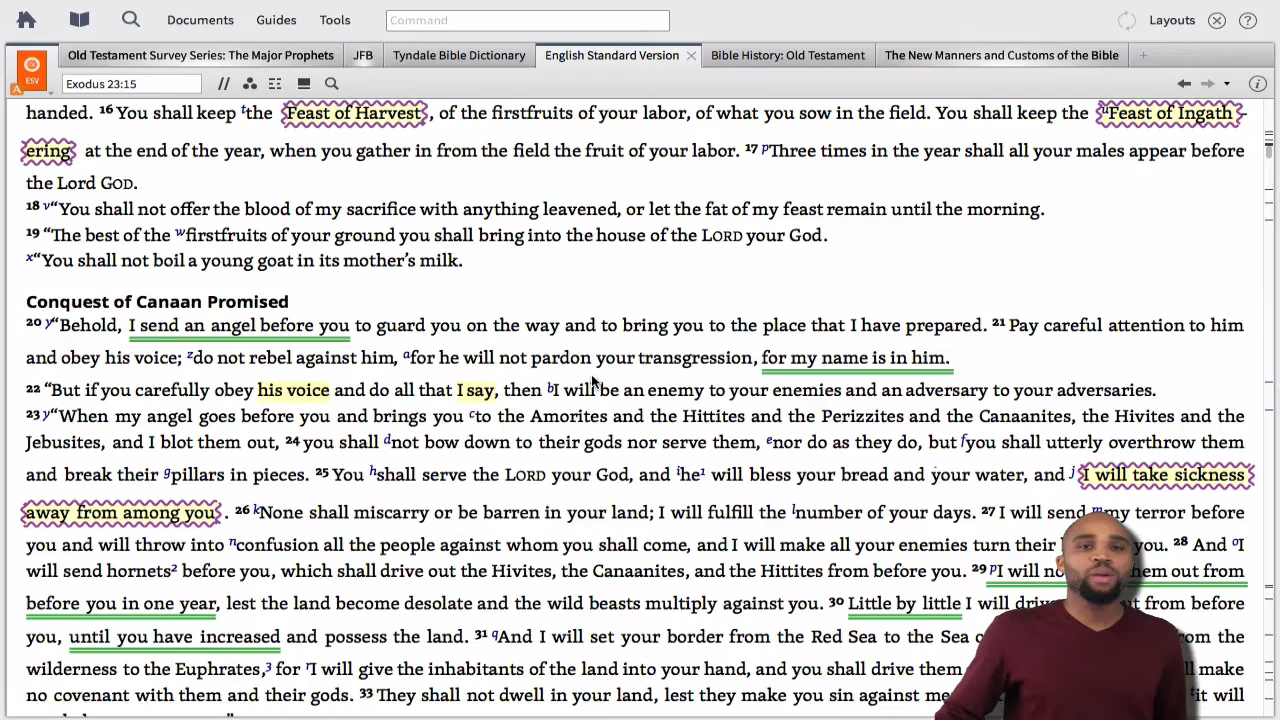 Documents Guides Tools Command Layouts
ESV A Old Testament Survey Series: The Major Prophets JFB Tyndale Bible Dictionary English Standard Version Bible History: Old Testament The New Manners and Customs of the Bible
Exodus 23:15
handed. 16 You shall keep t the Feast of Harvest, of the firstfruits of your labor, of what you sow in the field. You shall keep the u Feast of Ingath-
ering at the end of the year, when you gather in from the field the fruit of your labor. 17 p Three times in the year shall all your males appear before
the Lord GOD.
18 v “You shall not offer the blood of my sacrifice with anything leavened, or let the fat of my feast remain until the morning.
19 “The best of the w firstfruits of your ground you shall bring into the house of the LORD your God.
x “You shall not boil a young goat in its mother’s milk.
Conquest of Canaan Promised
20 y “Behold, I send an angel before you to guard you on the way and to bring you to the place that I have prepared. 21 Pay careful attention to him
and obey his voice; z do not rebel against him, a for he will not pardon your transgression, for my name is in him.
22 “But if you carefully obey his voice and do all that I say, then b I will be an enemy to your enemies and an adversary to your adversaries.
23 y “When my angel goes before you and brings you c to the Amorites and the Hittites and the Perizzites and the Canaanites, the Hivites and the
Jebusites, and I blot them out, 24 you shall d not bow down to their gods nor serve them, e nor do as they do, but f you shall utterly overthrow them
and break their g pillars in pieces. 25 You h shall serve the LORD your God, and i he 1 will bless your bread and your water, and j I will take sickness
away from among you. 26 k None shall miscarry or be barren in your land; I will fulfill the l number of your days. 27 I will send m my terror before
you and will throw into n confusion all the people against whom you shall come, and I will make all your enemies turn their you. 28 And o I
will send hornets 2 before you, which shall drive out the Hivites, the Canaanites, and the Hittites from before you. 29 p I will them out from
before you in one year, lest the land become desolate and the wild beasts multiply against you. 30 Little by little I will from before
you, until you have increased and possess the land. 31 q And I will set your border from the Red Sea to the Sea from the
wilderness to the Euphrates, 3 for r I will give the inhabitants of the land into your hand, and you shall drive them make
no covenant with them and their gods. 33 They shall not dwell in your land, lest they make you sin against it will